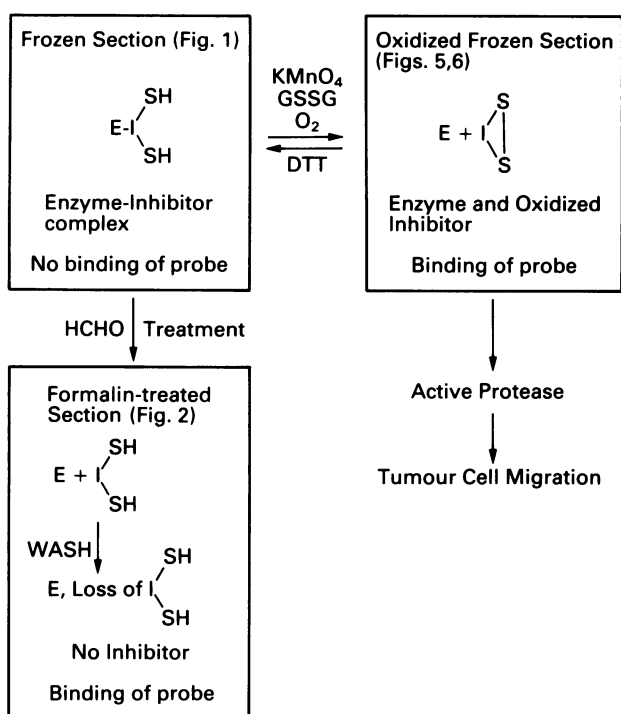 Frozen Section (Fig. 1)
SH
E-I
SH
Enzyme-Inhibitor
complex
No binding of probe
KMnO₄
GSSG
O₂
DTT
Oxidized Frozen Section
(Figs. 5,6)
S
E + I
S
Enzyme and Oxidized
Inhibitor
Binding of probe
HCHO Treatment
Formalin-treated
Section (Fig. 2)
SH
E + I
SH
WASH
SH
E, Loss of I
SH
No Inhibitor
Binding of probe
Active Protease
Tumour Cell Migration